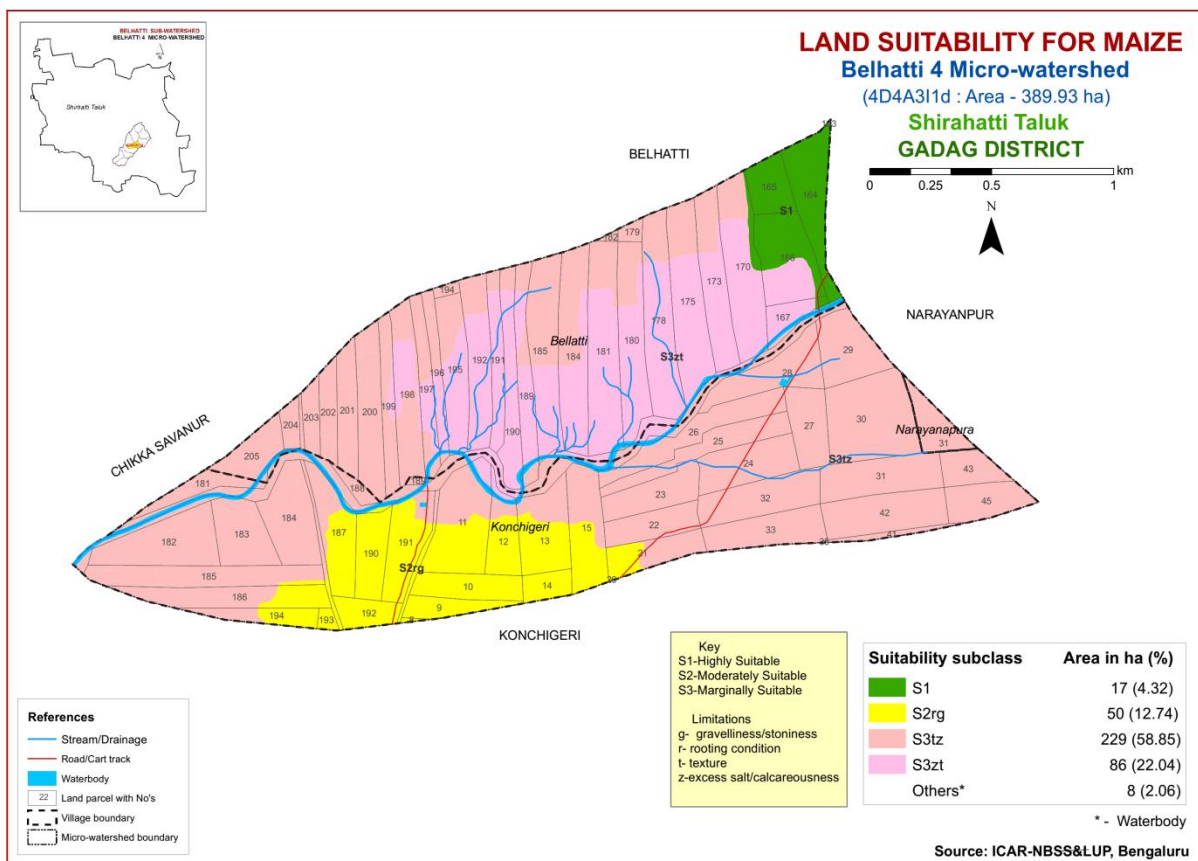 BELHATTI SUB-WATERSHED
BELHATTI 4 MICRO-WATERSHED
Shirhatti Taluk
LAND SUITABILITY FOR MAIZE
Belhatti 4 Micro-watershed
(4D4A3I1d : Area - 389.93 ha)
Shirahatti Taluk
GADAG DISTRICT
km
0 0.25 0.5 1
N
BELHATTI
NARAYANPUR
CHIKKA SAVANUR
KONCHIGERI
165
164
S1
166
182
179
170
173
175
178
167
194
Bellatti
S3zt
192
191
185
184
181
180
196
195
197
198
199
200
201
202
203
204
189
190
29
28
30
Narayanapura
31
27
26
25
24
S3tz
31
43
205
181
188
189
23
32
42
45
184
183
182
187
190
191
11
Konchigeri
12
13
15
22
33
41
21
S2rg
185
186
10
14
194
193
192
9
8
Key
S1-Highly Suitable
S2-Moderately Suitable
S3-Marginally Suitable
Limitations
g- gravelliness/stoniness
r- rooting condition
t- texture
z-excess salt/calcareousness
Suitability subclass Area in ha (%)
S1 17 (4.32)
S2rg 50 (12.74)
S3tz 229 (58.85)
S3zt 86 (22.04)
Others* 8 (2.06)
* - Waterbody
References
Stream/Drainage
Road/Cart track
Waterbody
22 Land parcel with No's
Village boundary
Micro-watershed boundary
Source: ICAR-NBSS&LUP, Bengaluru